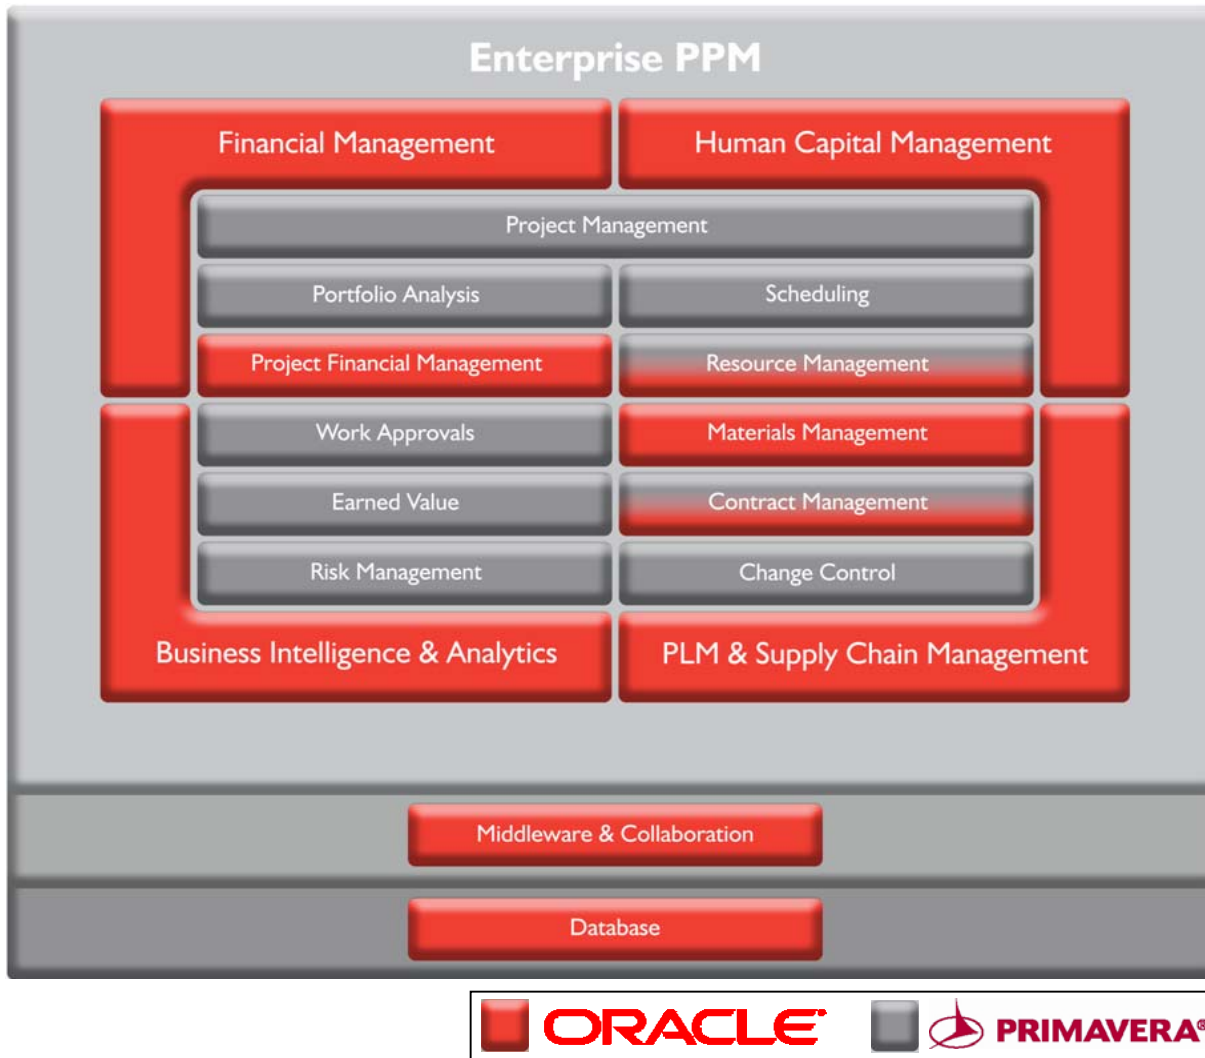 Enterprise PPM
Financial Management
Human Capital Management
Project Management
Portfolio Analysis
Scheduling
Project Financial Management
Resource Management
Work Approvals
Materials Management
Earned Value
Contract Management
Risk Management
Change Control
Business Intelligence & Analytics
PLM & Supply Chain Management
Middleware & Collaboration
Database
ORACLE
PRIMAVERA®